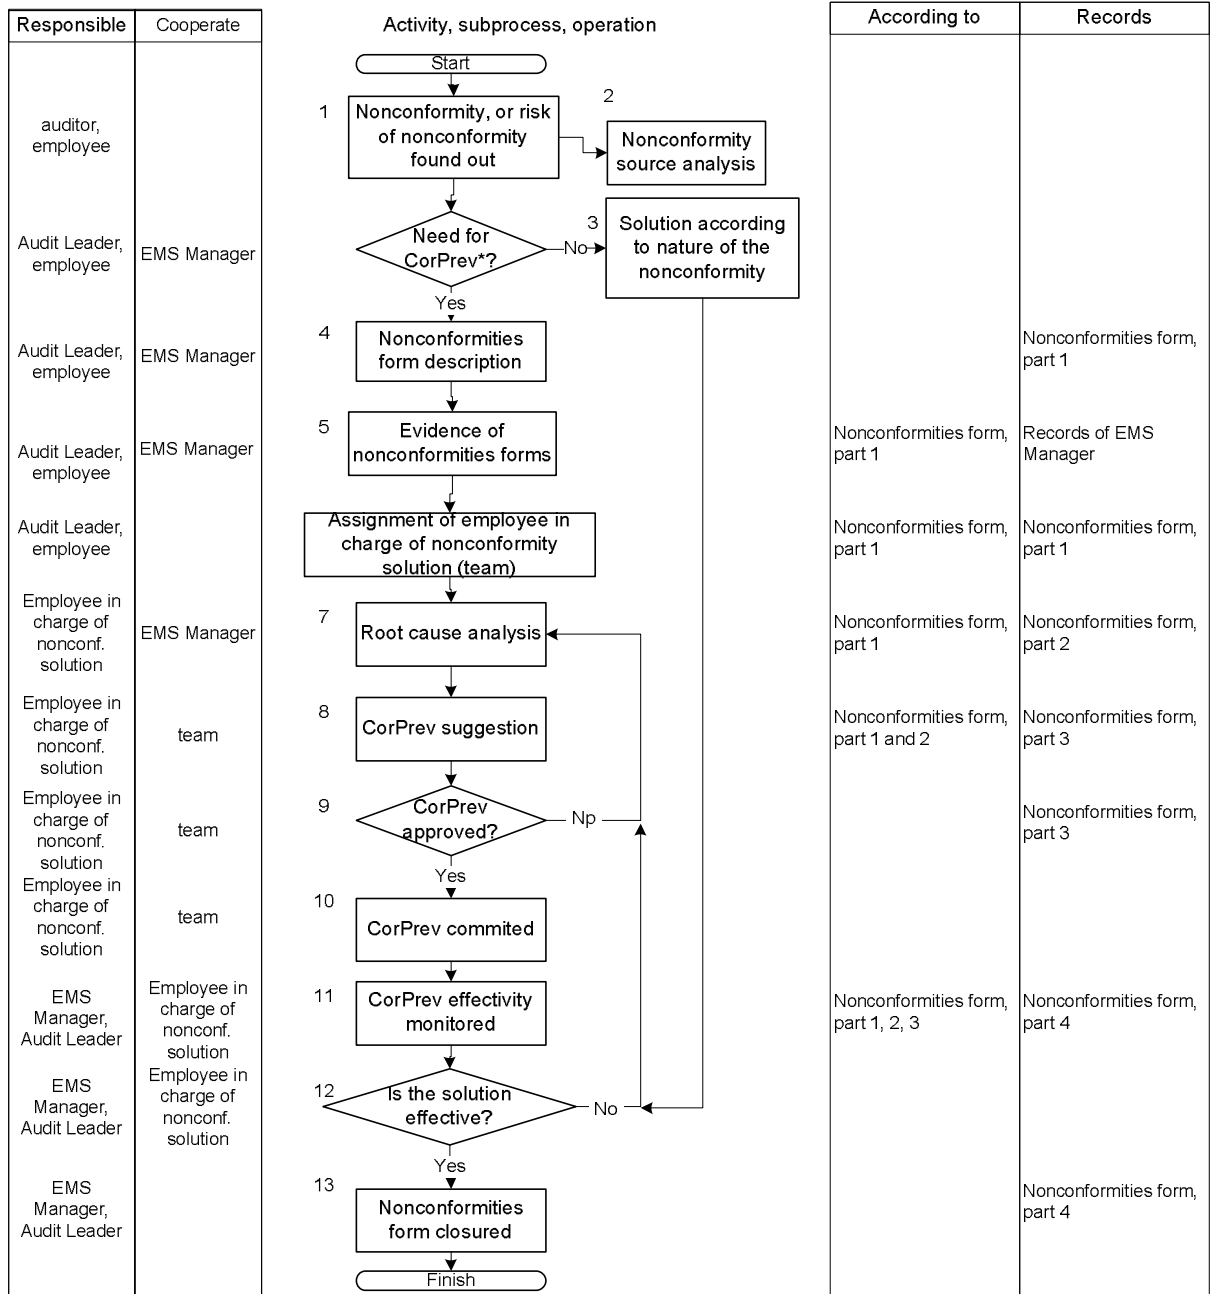 Responsible
Cooperate
Activity, subprocess, operation
According to
Records
Start
1
Nonconformity, or risk
of nonconformity
found out
2
Nonconformity
source analysis
auditor,
employee
3
Solution according
to nature of the
nonconformity
Audit Leader,
employee
EMS Manager
Need for
CorPrev*?
No
Yes
4
Nonconformities
form description
Audit Leader,
employee
EMS Manager
Nonconformities form,
part 1
5
Evidence of
nonconformities forms
Audit Leader,
employee
EMS Manager
Nonconformities form,
part 1
Records of EMS
Manager
Audit Leader,
employee
Assignment of employee in
charge of nonconformity
solution (team)
Nonconformities form,
part 1
Nonconformities form,
part 1
Employee in
charge of
nonconf.
solution
EMS Manager
7
Root cause analysis
Nonconformities form,
part 1
Nonconformities form,
part 2
Employee in
charge of
nonconf.
solution
team
8
CorPrev suggestion
Nonconformities form,
part 1 and 2
Nonconformities form,
part 3
Employee in
charge of
nonconf.
solution
team
9
CorPrev
approved?
Np
Yes
Nonconformities form,
part 3
Employee in
charge of
nonconf.
solution
team
10
CorPrev commited
EMS
Manager,
Audit Leader
Employee in
charge of
nonconf.
solution
11
CorPrev effectivity
monitored
Nonconformities form,
part 1, 2, 3
Nonconformities form,
part 4
EMS
Manager,
Audit Leader
Employee in
charge of
nonconf.
solution
12
Is the solution
effective?
No
Yes
EMS
Manager,
Audit Leader
13
Nonconformities
form closured
Nonconformities form,
part 4
Finish